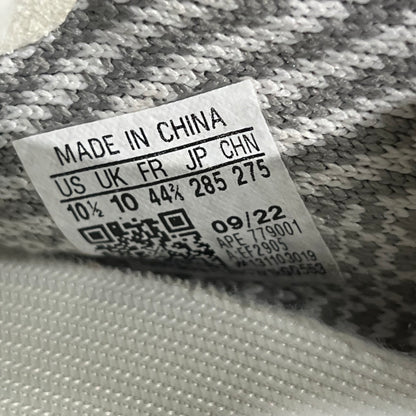 MADE IN CHINA
US UK FR JP CHN
10½ 10 44⅔ 285 275
09/22
APE 779001
A.EF2905